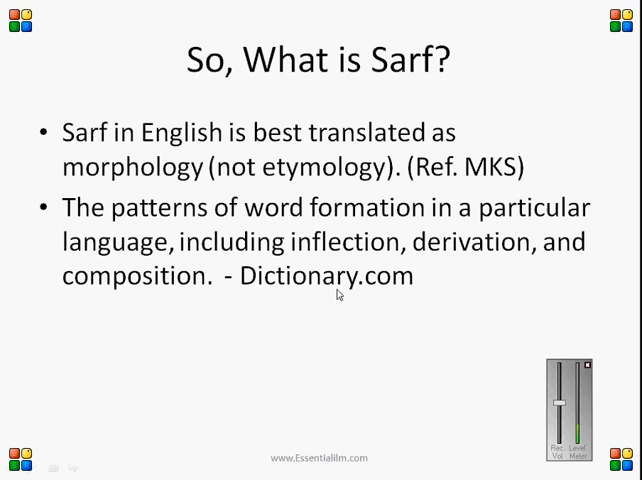 So, What is Sarf?
• Sarf in English is best translated as
morphology (not etymology). (Ref. MKS)
• The patterns of word formation in a particular
language, including inflection, derivation, and
composition.  - Dictionary.com
Rec. Level
Vol Meter
www.Essentialilm.com